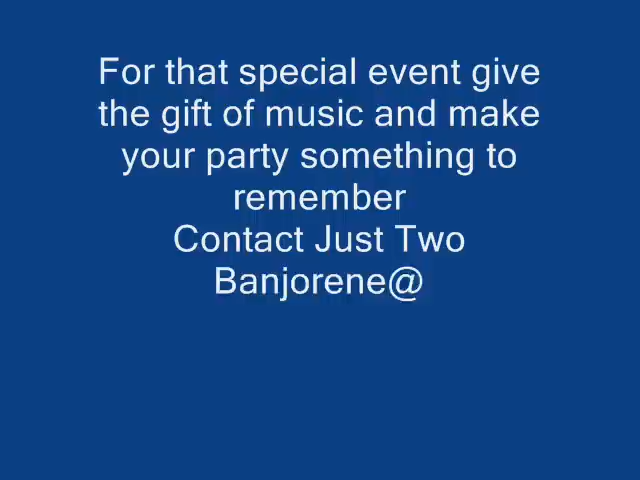 For that special event give
the gift of music and make
your party something to
remember
Contact Just Two
Banjorene@